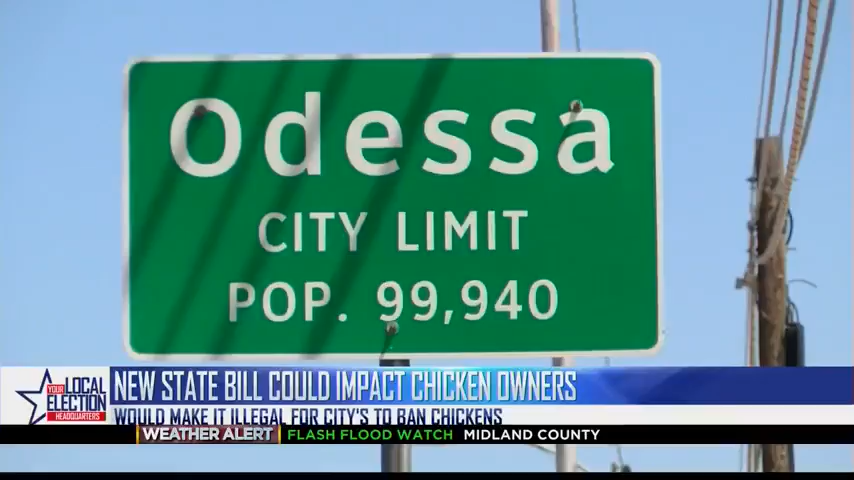 Odessa
CITY LIMIT
POP. 99,940
YOUR
LOCAL
ELECTION
HEADQUARTERS
NEW STATE BILL COULD IMPACT CHICKEN OWNERS
WOULD MAKE IT ILLEGAL FOR CITY'S TO BAN CHICKENS
WEATHER ALERT FLASH FLOOD WATCH MIDLAND COUNTY